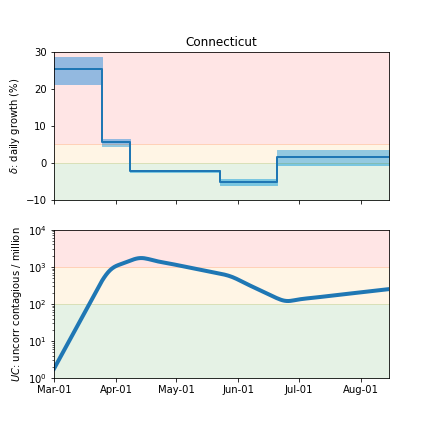 Connecticut
δ: daily growth (%)
30
20
10
0
−10
UC: uncorr contagious / million
10⁴
10³
10²
10¹
10⁰
Mar-01 Apr-01 May-01 Jun-01 Jul-01 Aug-01